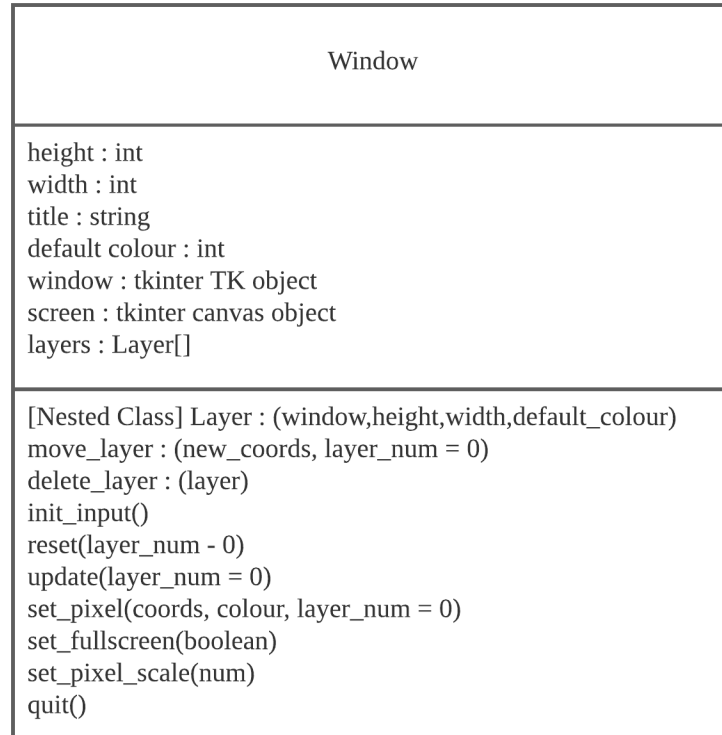 Window
height : int
width : int
title : string
default colour : int
window : tkinter TK object
screen : tkinter canvas object
layers : Layer[]
[Nested Class] Layer : (window,height,width,default_colour)
move_layer : (new_coords, layer_num = 0)
delete_layer : (layer)
init_input()
reset(layer_num - 0)
update(layer_num = 0)
set_pixel(coords, colour, layer_num = 0)
set_fullscreen(boolean)
set_pixel_scale(num)
quit()